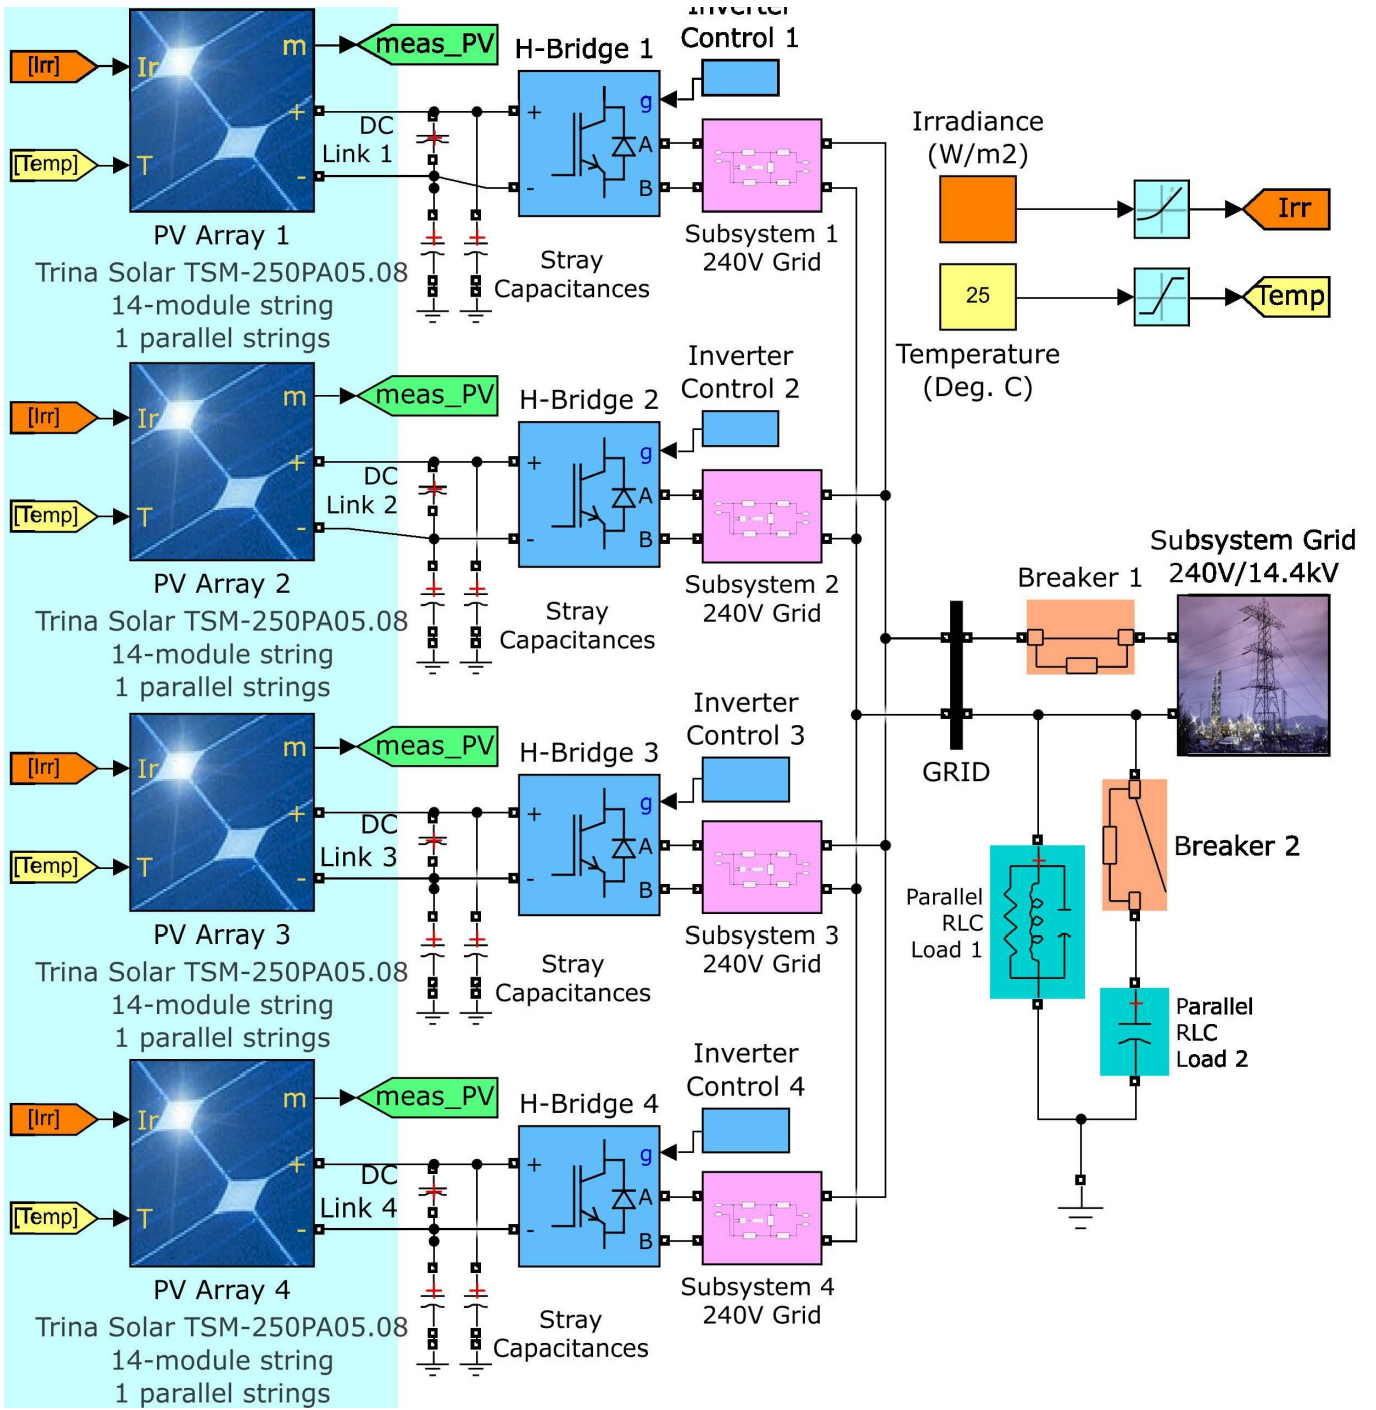 Inverter
Control 1
[Irr]
Ir
m
meas_PV
H-Bridge 1
g
+
DC
Link 1
+
A
[Temp]
T
-
-
B
PV Array 1
Trina Solar TSM-250PA05.08
14-module string
1 parallel strings
Stray
Capacitances
Subsystem 1
240V Grid
Irradiance
(W/m2)
Irr
25
Temp
Temperature
(Deg. C)
Inverter
Control 2
[Irr]
Ir
m
meas_PV
H-Bridge 2
g
+
DC
Link 2
+
A
[Temp]
T
-
-
B
PV Array 2
Trina Solar TSM-250PA05.08
14-module string
1 parallel strings
Stray
Capacitances
Subsystem 2
240V Grid
Breaker 1
Subsystem Grid
240V/14.4kV
GRID
Inverter
Control 3
[Irr]
Ir
m
meas_PV
H-Bridge 3
g
+
DC
Link 3
+
A
[Temp]
T
-
-
B
PV Array 3
Trina Solar TSM-250PA05.08
14-module string
1 parallel strings
Stray
Capacitances
Subsystem 3
240V Grid
Breaker 2
Parallel
RLC
Load 1
Parallel
RLC
Load 2
Inverter
Control 4
[Irr]
Ir
m
meas_PV
H-Bridge 4
g
+
DC
Link 4
+
A
[Temp]
T
-
-
B
PV Array 4
Trina Solar TSM-250PA05.08
14-module string
1 parallel strings
Stray
Capacitances
Subsystem 4
240V Grid